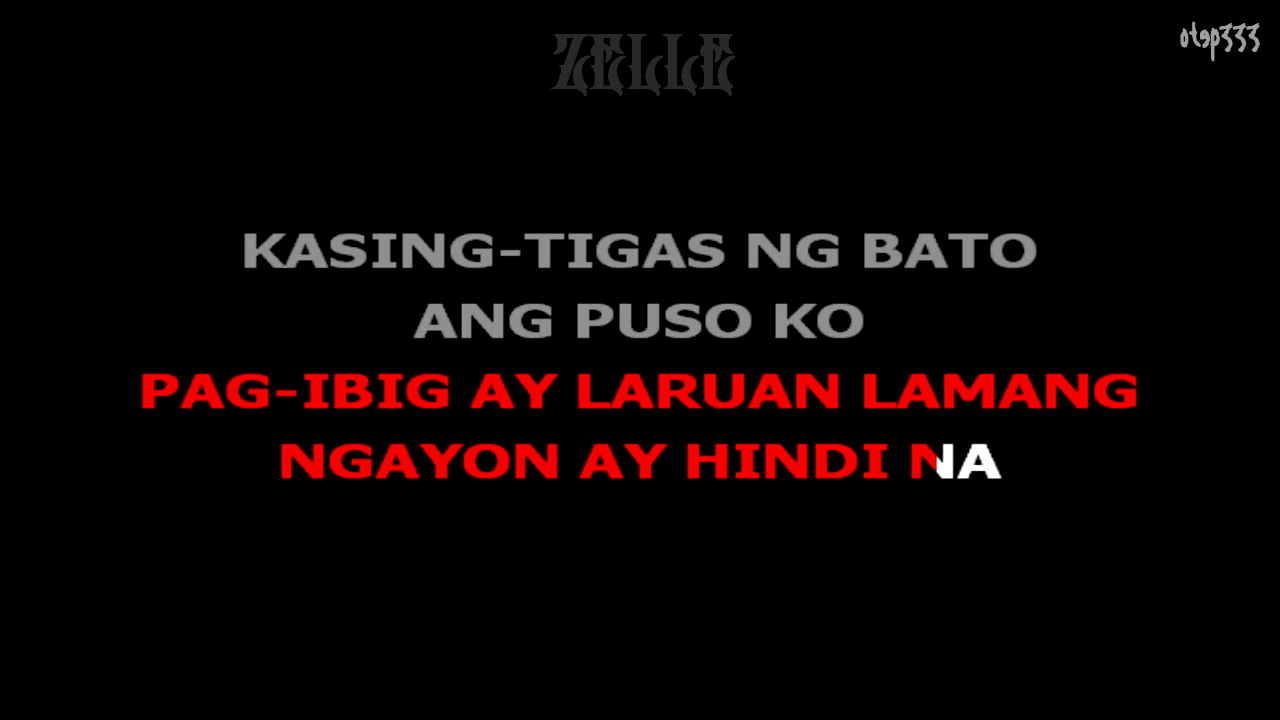 ZELLE
otep333
KASING-TIGAS NG BATO
ANG PUSO KO
PAG-IBIG AY LARUAN LAMANG
NGAYON AY HINDI NA